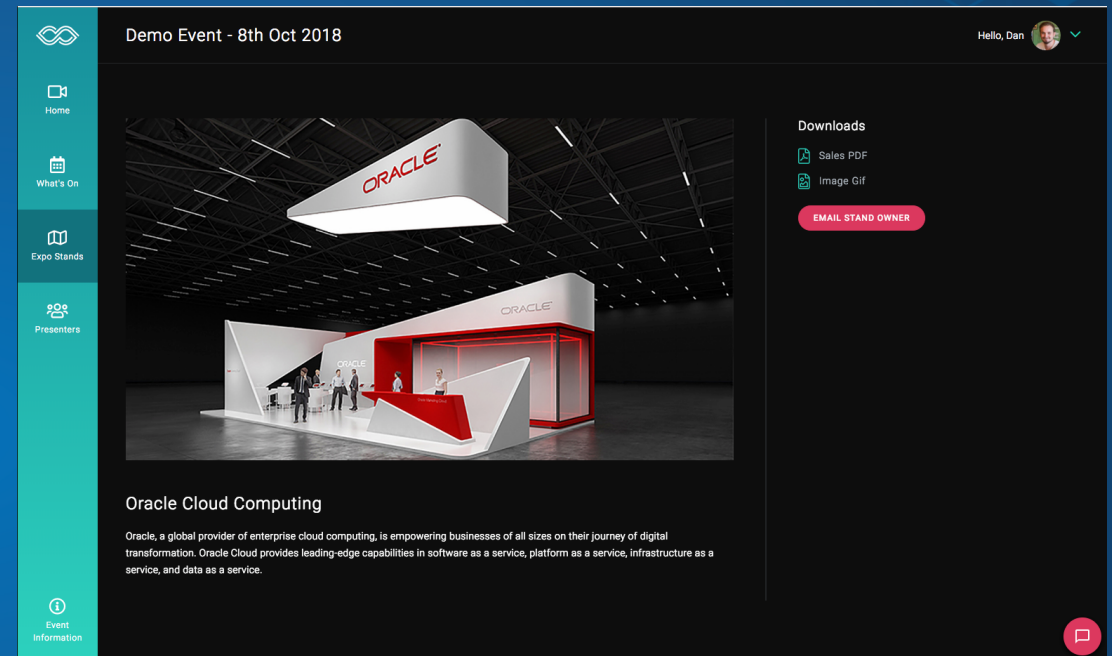 Demo Event - 8th Oct 2018
Hello, Dan
Home
What's On
Expo Stands
Presenters
Event
Information
ORACLE
ORACLE
ORACLE
Downloads
Sales PDF
Image Gif
EMAIL STAND OWNER
Oracle Cloud Computing
Oracle, a global provider of enterprise cloud computing, is empowering businesses of all sizes on their journey of digital
transformation. Oracle Cloud provides leading-edge capabilities in software as a service, platform as a service, infrastructure as a
service, and data as a service.